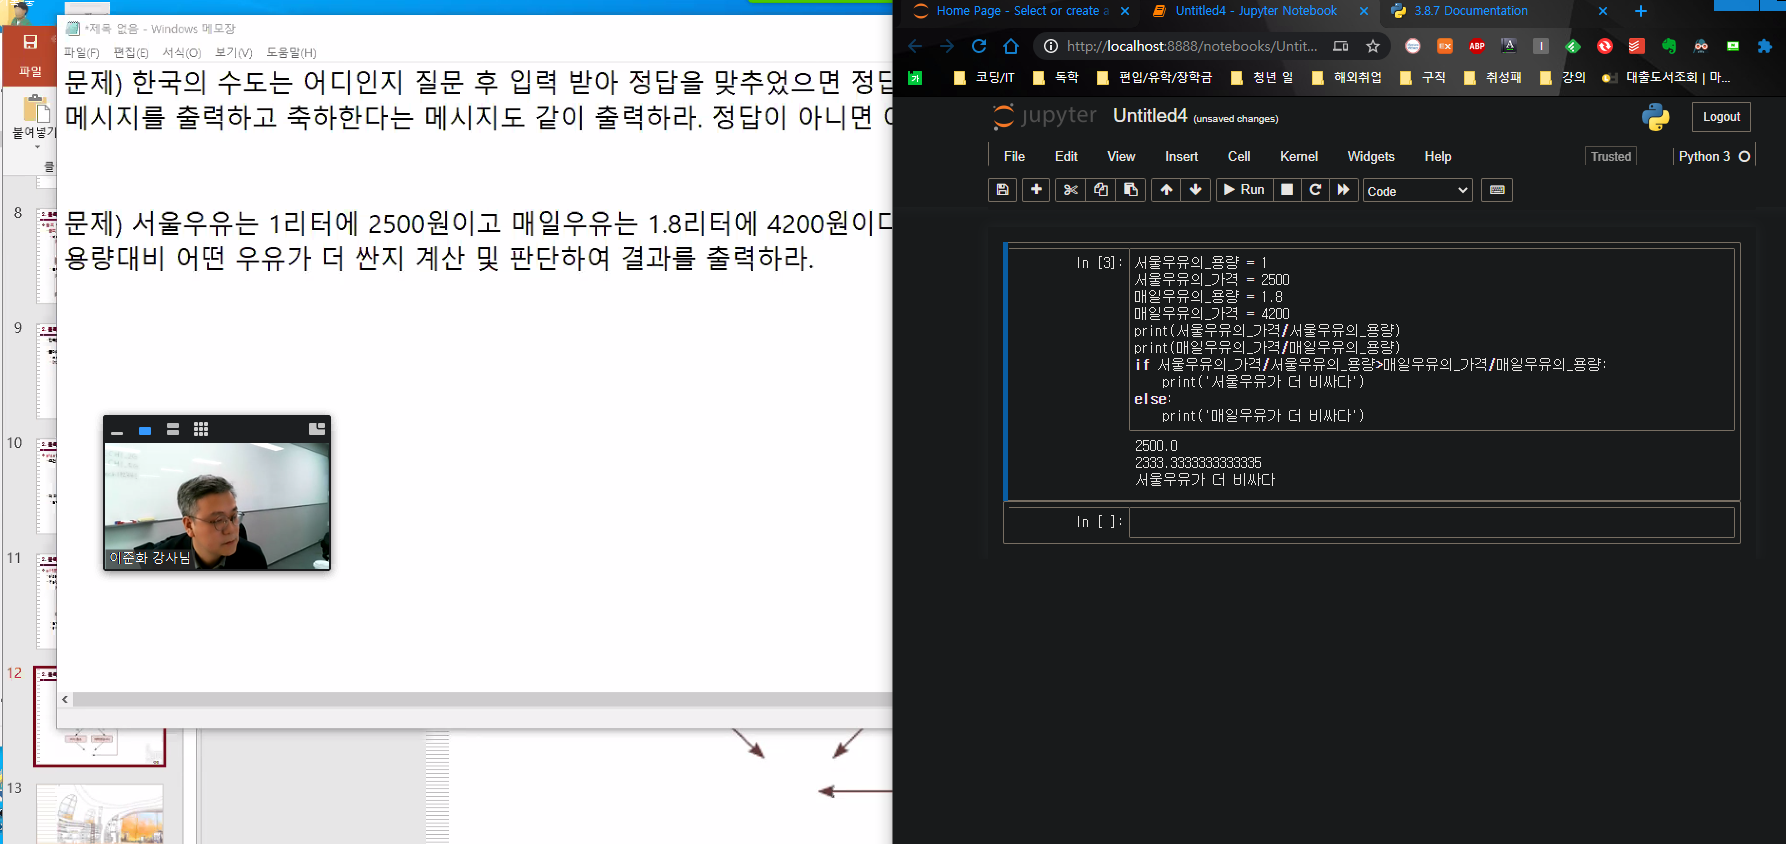 *제목 없음 - Windows 메모장
파일(F) 편집(E) 서식(O) 보기(V) 도움말(H)
문제) 한국의 수도는 어디인지 질문 후 입력 받아 정답을 맞추었으면 정답
메시지를 출력하고 축하한다는 메시지도 같이 출력하라. 정답이 아니면
문제) 서울우유는 1리터에 2500원이고 매일우유는 1.8리터에 4200원이다
용량대비 어떤 우유가 더 싼지 계산 및 판단하여 결과를 출력하라.
파일
붙여넣기
8
9
10
11
12
13
이준화 강사님
Home Page - Select or create a
Untitled4 - Jupyter Notebook
3.8.7 Documentation
http://localhost:8888/notebooks/Untit...
코딩/IT 독학 편입/유학/장학금 청년 일 해외취업 구직 취성패 강의 대출도서조회 | 마...
jupyter Untitled4 (unsaved changes)
Logout
File Edit View Insert Cell Kernel Widgets Help
Trusted
Python 3
Run
Code
In [3]:
서울우유의_용량 = 1
서울우유의_가격 = 2500
매일우유의_용량 = 1.8
매일우유의_가격 = 4200
print(서울우유의_가격/서울우유의_용량)
print(매일우유의_가격/매일우유의_용량)
if 서울우유의_가격/서울우유의_용량>매일우유의_가격/매일우유의_용량:
    print('서울우유가 더 비싸다')
else:
    print('매일우유가 더 비싸다')
2500.0
2333.3333333333335
서울우유가 더 비싸다
In [ ]: